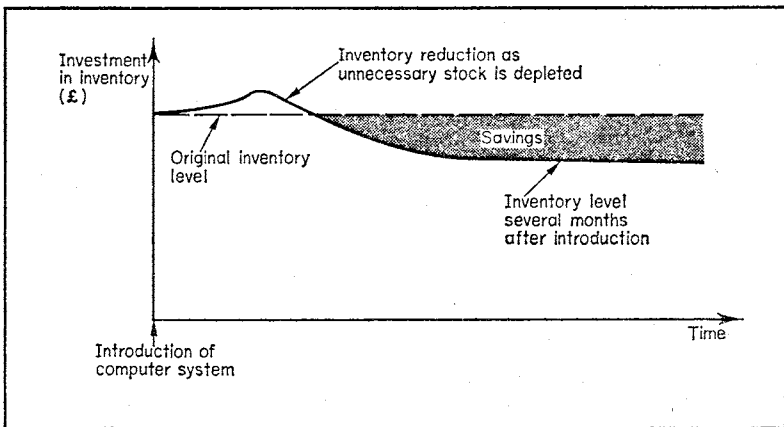 Investment
in inventory
(£)
Inventory reduction as
unnecessary stock is depleted
Savings
Original inventory
level
Inventory level
several months
after introduction
Time
Introduction of
computer system